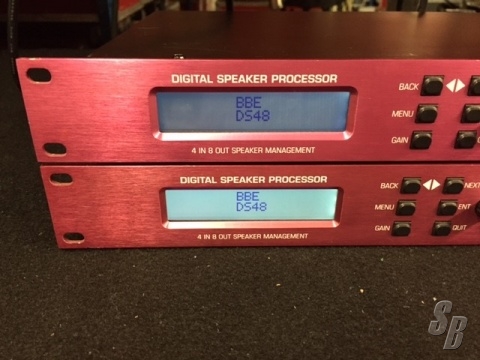 DIGITAL SPEAKER PROCESSOR
BBE
DS48
4 IN 8 OUT SPEAKER MANAGEMENT
BACK
MENU
GAIN
DIGITAL SPEAKER PROCESSOR
BBE
DS48
4 IN 8 OUT SPEAKER MANAGEMENT
BACK
NEXT
MENU
ENT
GAIN
QUIT
SB